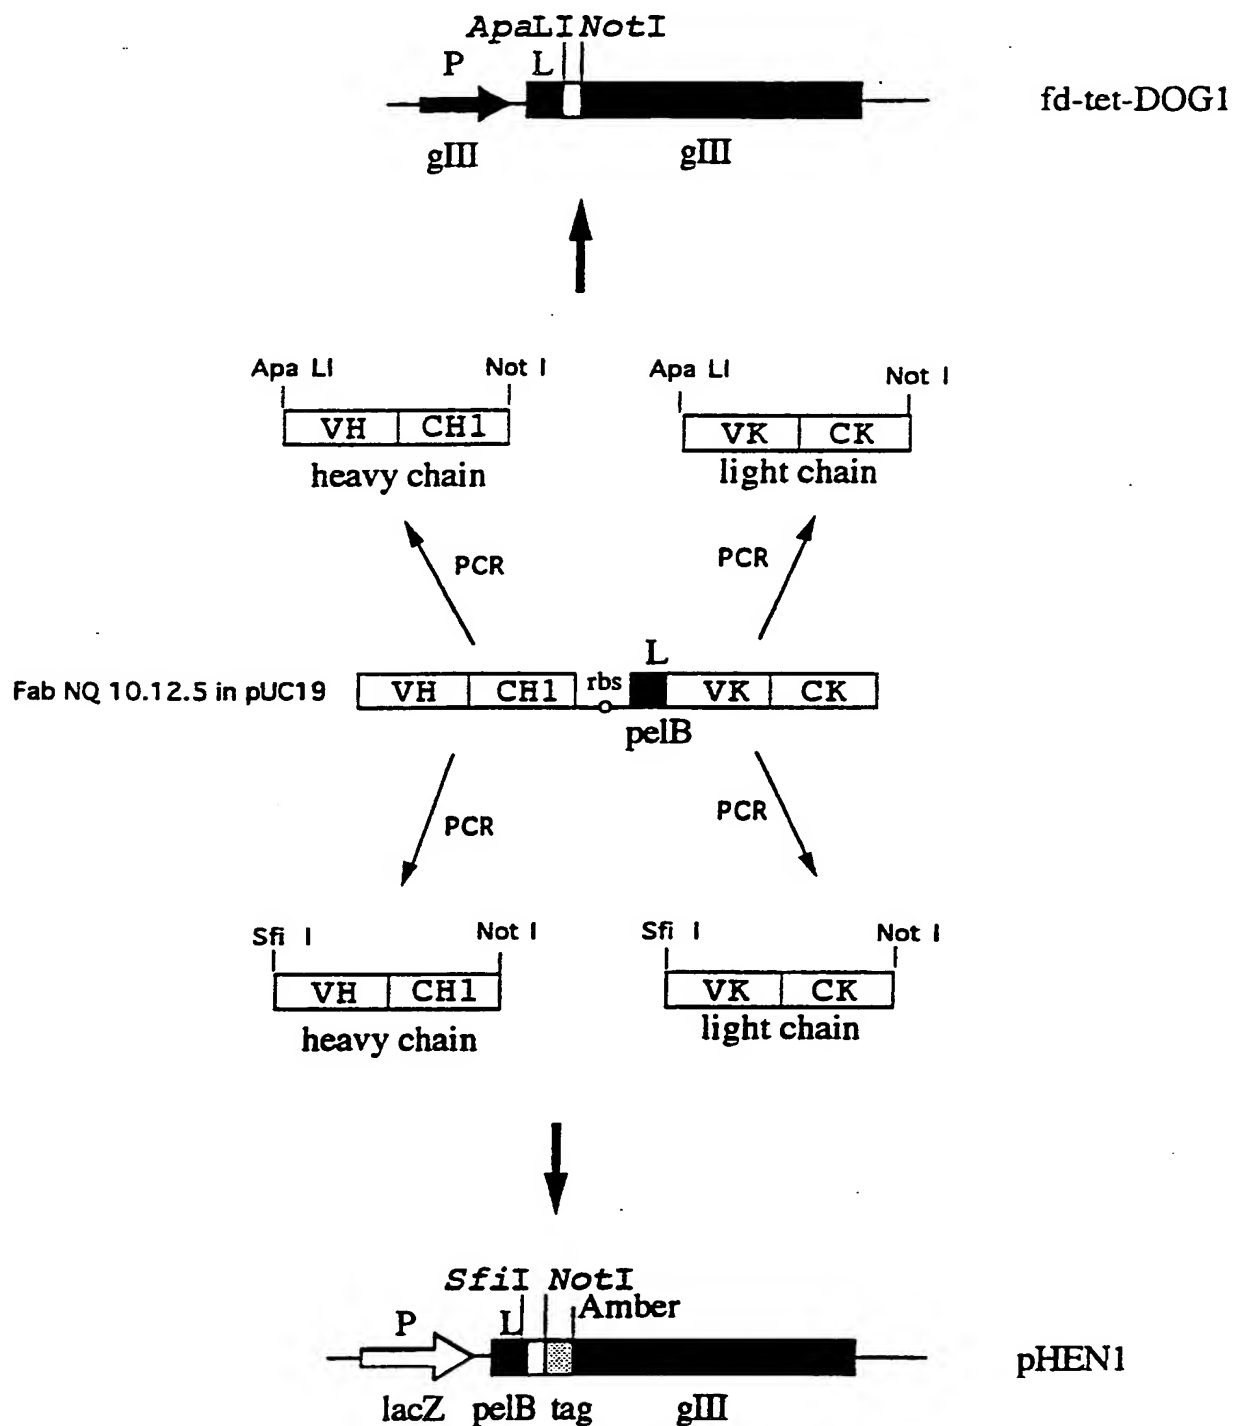 ApaLI NotI
P L
fd-tet-DOG1
gIII gIII
Apa LI Not I Apa LI Not I
VH CH1 VK CK
heavy chain light chain
PCR PCR
L
Fab NQ 10.12.5 in pUC19 VH CH1 rbs VK CK
pelB
PCR PCR
Sfi I Not I Sfi I Not I
VH CH1 VK CK
heavy chain light chain
SfiI NotI
P L Amber
pHEN1
lacZ pelB tag gIII